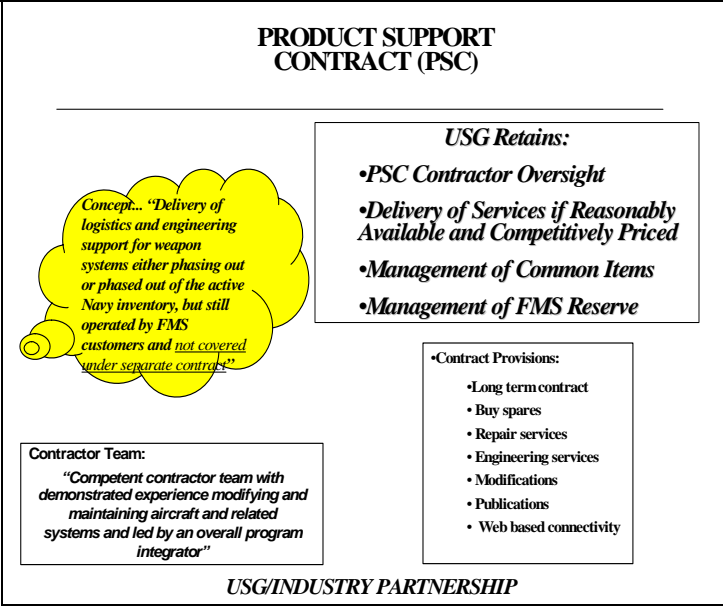 PRODUCT SUPPORT
CONTRACT (PSC)
USG Retains:
•PSC Contractor Oversight
•Delivery of Services if Reasonably
Available and Competitively Priced
•Management of Common Items
•Management of FMS Reserve
Concept... “Delivery of
logistics and engineering
support for weapon
systems either phasing out
or phased out of the active
Navy inventory, but still
operated by FMS
customers and not covered
under separate contract”
•Contract Provisions:
•Long term contract
• Buy spares
• Repair services
• Engineering services
• Modifications
• Publications
• Web based connectivity
Contractor Team:
“Competent contractor team with
demonstrated experience modifying and
maintaining aircraft and related
systems and led by an overall program
integrator”
USG/INDUSTRY PARTNERSHIP